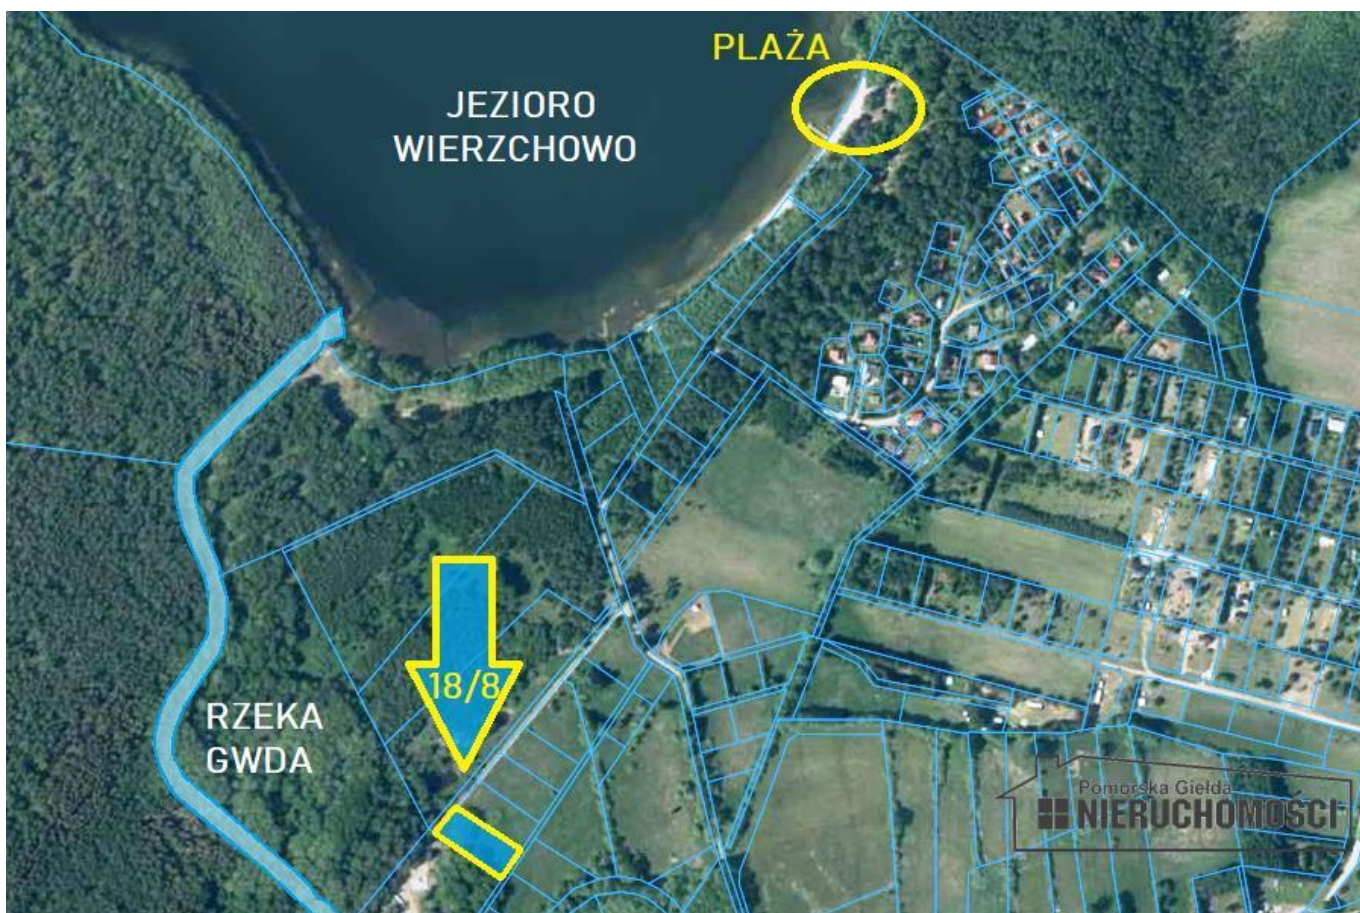 PLAŻA
JEZIORO
WIERZCHOWO
18/8
RZEKA
GWDA
Pomorska Giełda
NIERUCHOMOŚCI